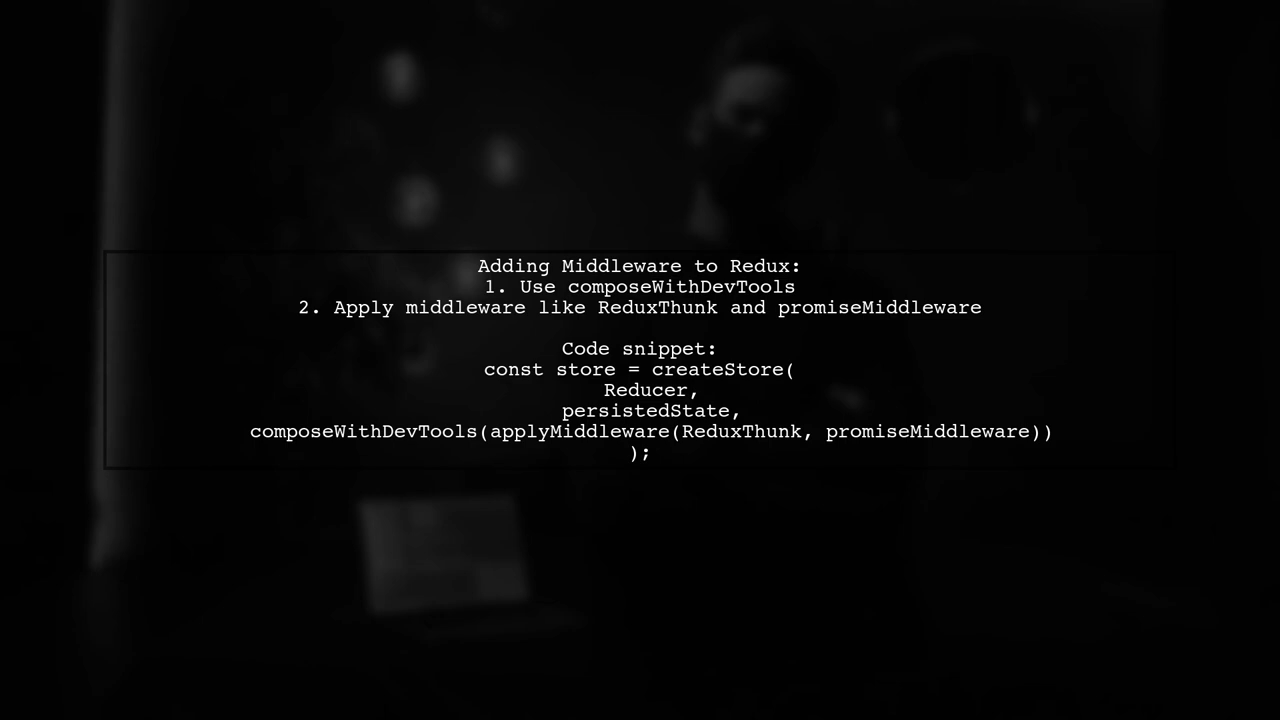 Adding Middleware to Redux:
1. Use composeWithDevTools
2. Apply middleware like ReduxThunk and promiseMiddleware
Code snippet:
const store = createStore(
Reducer,
persistedState,
composeWithDevTools(applyMiddleware(ReduxThunk, promiseMiddleware))
);